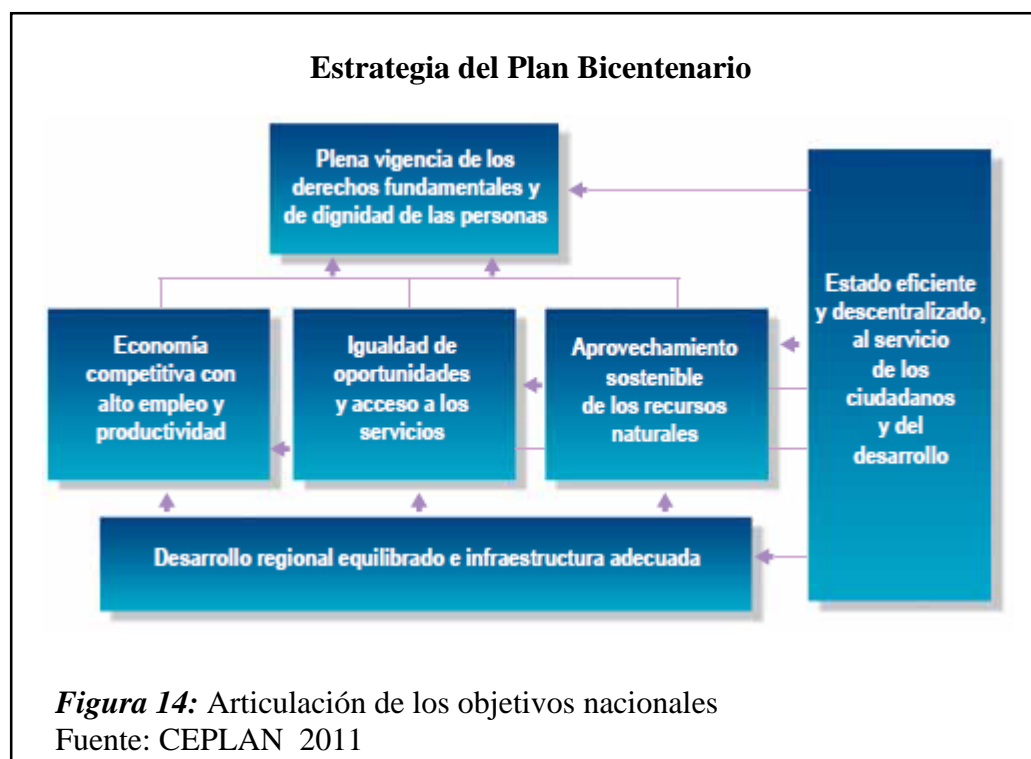 Estrategia del Plan Bicentenario
Plena vigencia de los
derechos fundamentales y
de dignidad de las personas
Economía
competitiva con
alto empleo y
productividad
Igualdad de
oportunidades
y acceso a los
servicios
Aprovechamiento
sostenible
de los recursos
naturales
Estado eficiente
y descentralizado,
al servicio
de los
ciudadanos
y del
desarrollo
Desarrollo regional equilibrado e infraestructura adecuada
Figura 14: Articulación de los objetivos nacionales
Fuente: CEPLAN 2011